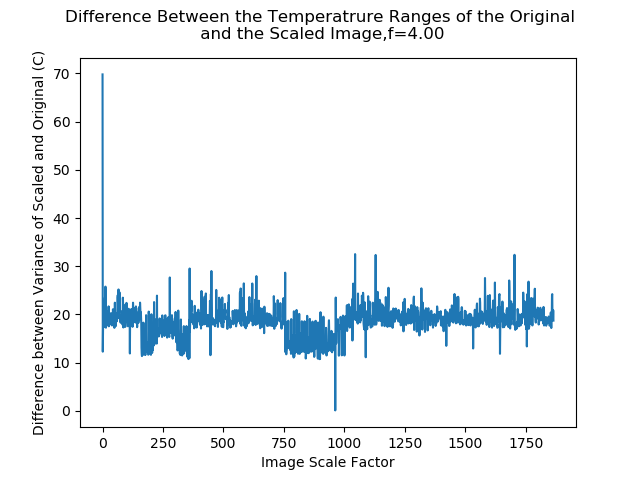 Difference Between the Temperatrure Ranges of the Original
and the Scaled Image,f=4.00
Difference between Variance of Scaled and Original (C)
70
60
50
40
30
20
10
0
0 250 500 750 1000 1250 1500 1750
Image Scale Factor